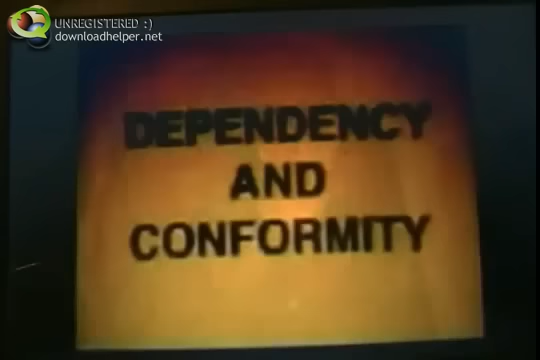 UNREGISTERED :)
downloadhelper.net
DEPENDENCY
AND
CONFORMITY